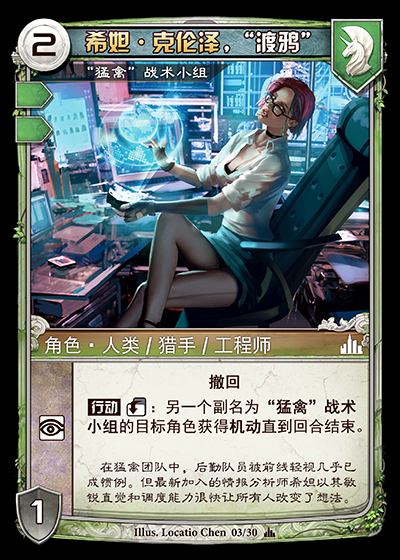 2
希妲·克伦泽，“渡鸦”
“猛禽”战术小组
角色·人类/猎手/工程师
撤回
行动 ：另一个副名为“猛禽”战术
小组的目标角色获得机动直到回合结束。
在猛禽团队中，后勤队员被前线轻视几乎已
成惯例。但最新加入的情报分析师希妲以其敏
锐直觉和调度能力很快让所有人改变了想法。
1
Illus. Locatio Chen 03/30